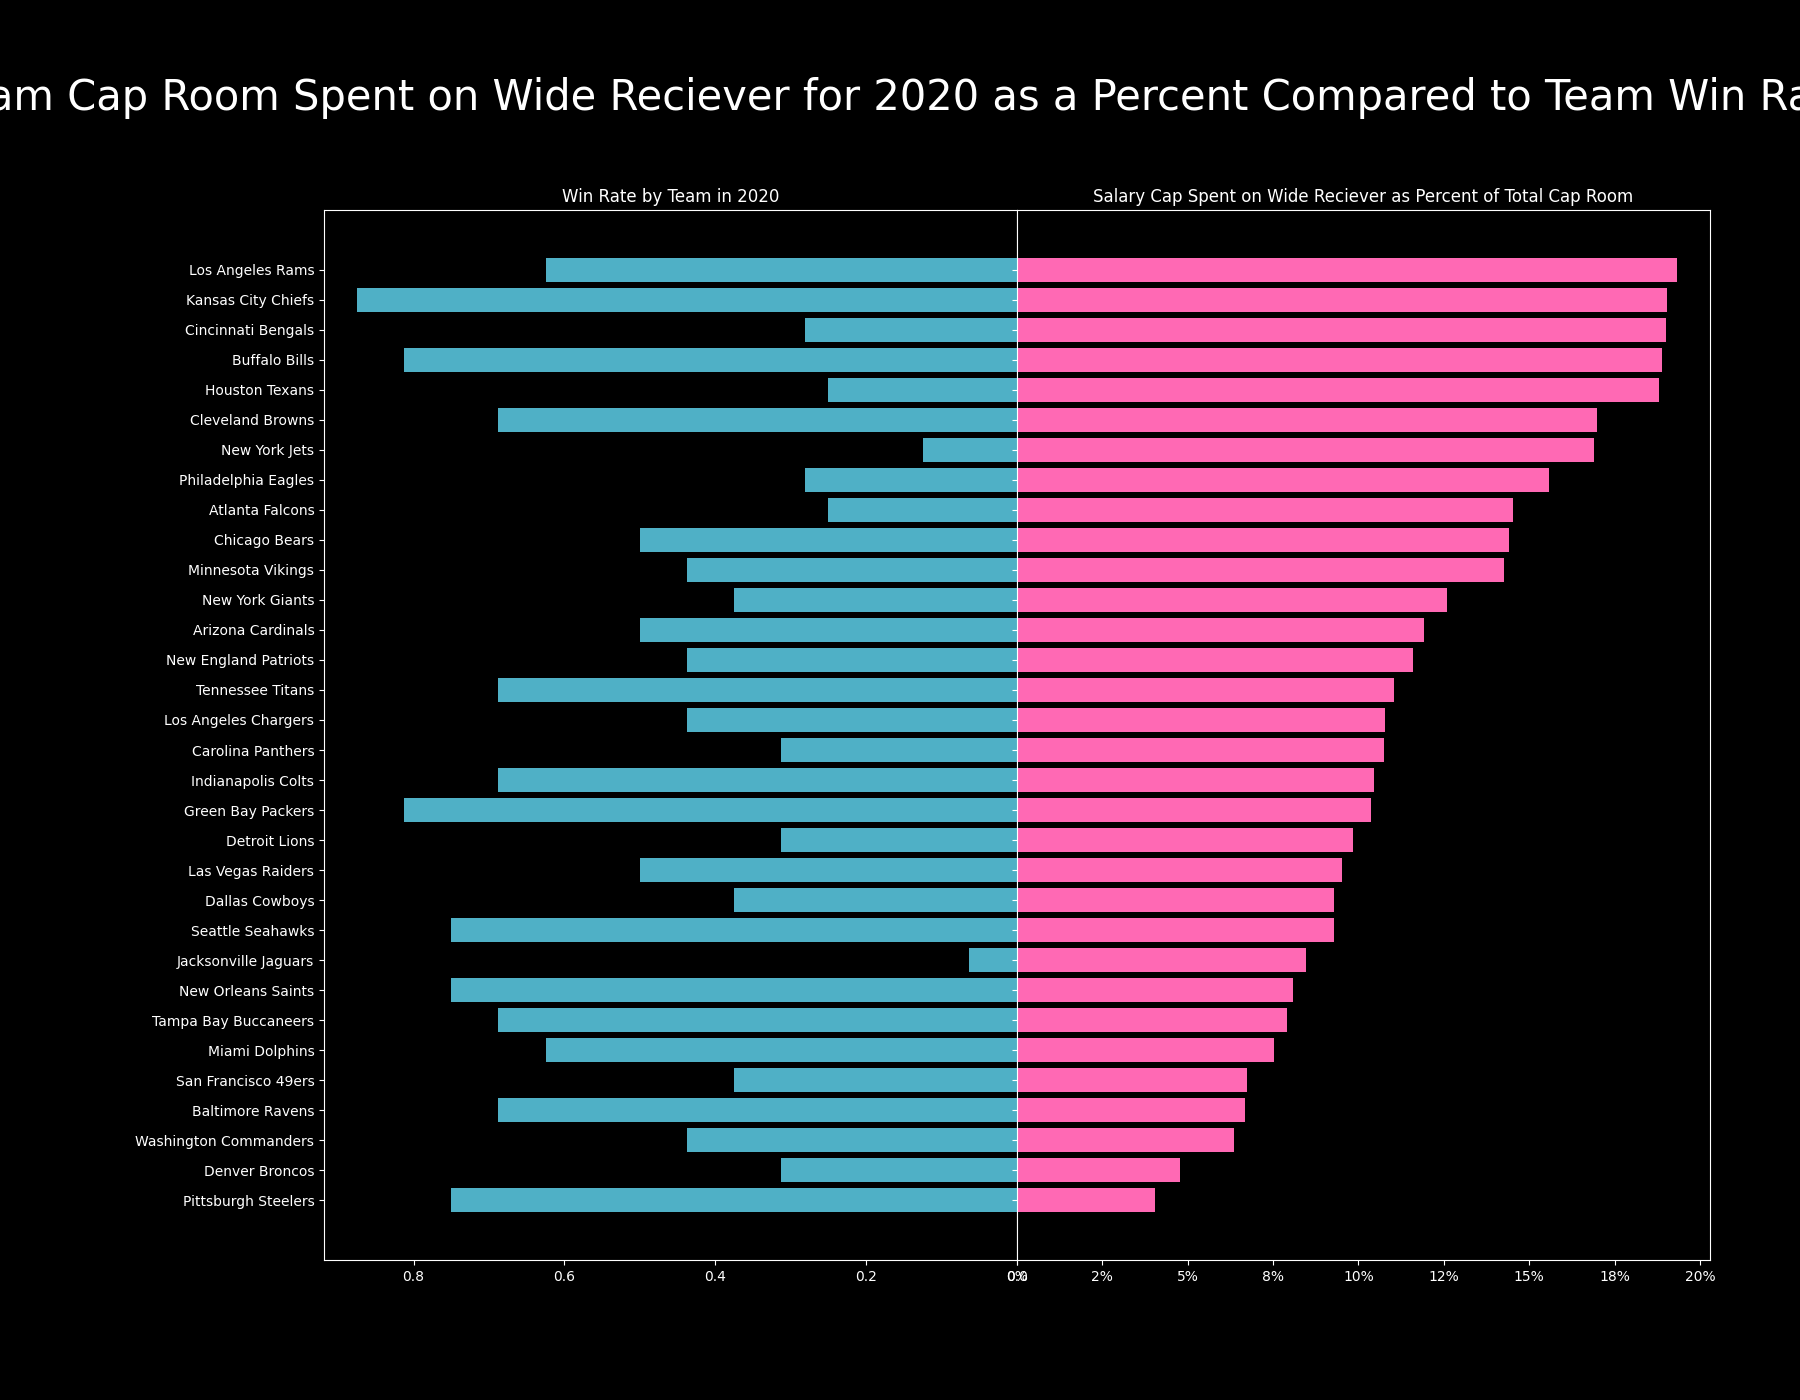 am Cap Room Spent on Wide Reciever for 2020 as a Percent Compared to Team Win Ra
Win Rate by Team in 2020
Salary Cap Spent on Wide Reciever as Percent of Total Cap Room
Los Angeles Rams
Kansas City Chiefs
Cincinnati Bengals
Buffalo Bills
Houston Texans
Cleveland Browns
New York Jets
Philadelphia Eagles
Atlanta Falcons
Chicago Bears
Minnesota Vikings
New York Giants
Arizona Cardinals
New England Patriots
Tennessee Titans
Los Angeles Chargers
Carolina Panthers
Indianapolis Colts
Green Bay Packers
Detroit Lions
Las Vegas Raiders
Dallas Cowboys
Seattle Seahawks
Jacksonville Jaguars
New Orleans Saints
Tampa Bay Buccaneers
Miami Dolphins
San Francisco 49ers
Baltimore Ravens
Washington Commanders
Denver Broncos
Pittsburgh Steelers
0.8 0.6 0.4 0.2
2% 5% 8% 10% 12% 15% 18% 20%